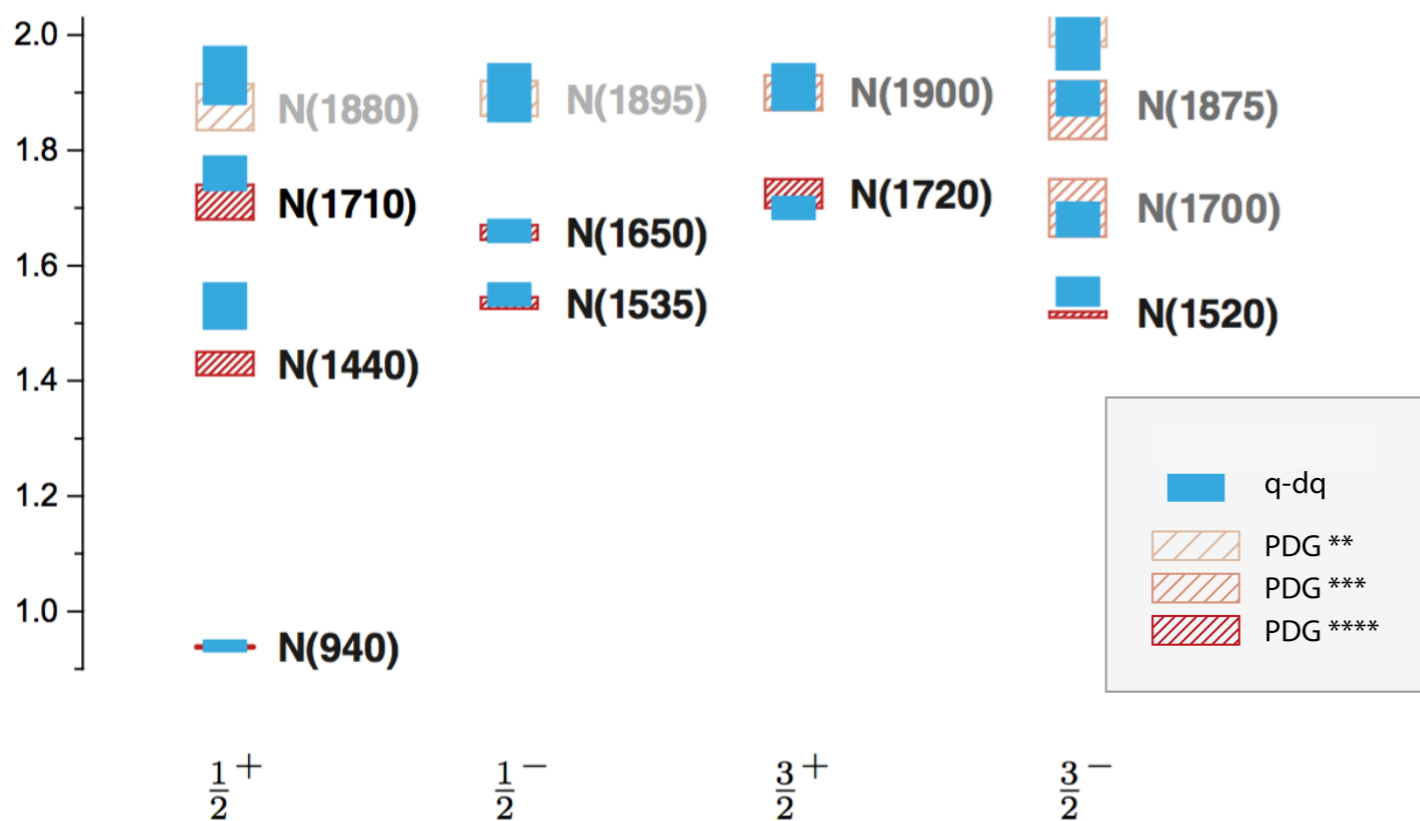 2.0
1.8
1.6
1.4
1.2
1.0
N(1880)
N(1710)
N(1440)
N(940)
N(1895)
N(1650)
N(1535)
N(1900)
N(1720)
N(1875)
N(1700)
N(1520)
q-dq
PDG **
PDG ***
PDG ****
1/2 +
1/2 −
3/2 +
3/2 −